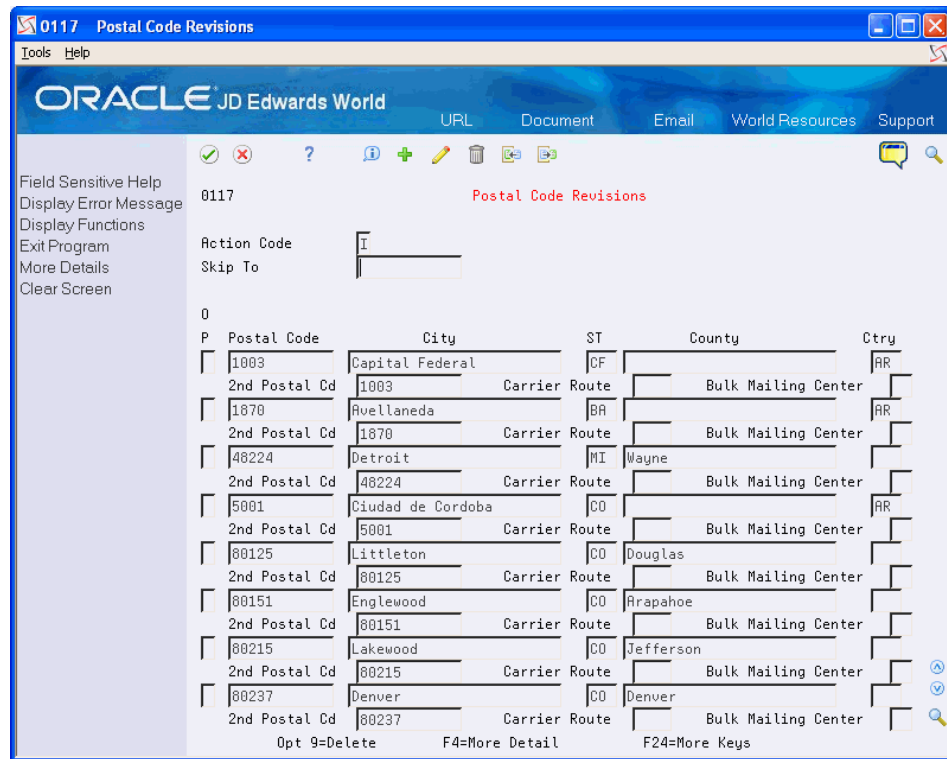 0117 Postal Code Revisions
Tools Help
ORACLE JD Edwards World
URL Document Email World Resources Support
Field Sensitive Help
Display Error Message
Display Functions
Exit Program
More Details
Clear Screen
0117 Postal Code Revisions
Action Code I
Skip To
O
P Postal Code City ST County Ctry
1003 Capital Federal CF AR
2nd Postal Cd 1003 Carrier Route Bulk Mailing Center
1870 Avellaneda BA AR
2nd Postal Cd 1870 Carrier Route Bulk Mailing Center
48224 Detroit MI Wayne
2nd Postal Cd 48224 Carrier Route Bulk Mailing Center
5001 Ciudad de Cordoba CO AR
2nd Postal Cd 5001 Carrier Route Bulk Mailing Center
80125 Littleton CO Douglas
2nd Postal Cd 80125 Carrier Route Bulk Mailing Center
80151 Englewood CO Arapahoe
2nd Postal Cd 80151 Carrier Route Bulk Mailing Center
80215 Lakewood CO Jefferson
2nd Postal Cd 80215 Carrier Route Bulk Mailing Center
80237 Denver CO Denver
2nd Postal Cd 80237 Carrier Route Bulk Mailing Center
Opt 9=Delete F4=More Detail F24=More Keys